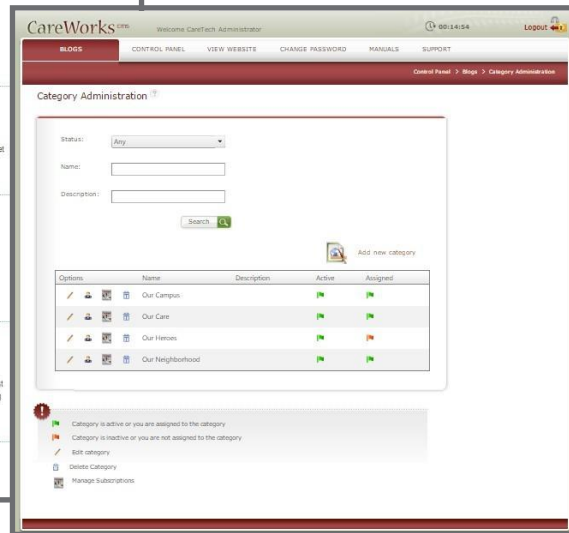 CareWorks cms
Welcome CareTech Administrator
00:14:54
Logout
BLOGS CONTROL PANEL VIEW WEBSITE CHANGE PASSWORD MANUALS SUPPORT
Control Panel > Blogs > Category Administration
Category Administration
Status: Any
Name:
Description:
Search
Add new category
Options Name Description Active Assigned
Our Campus
Our Care
Our Heroes
Our Neighborhood
Category is active or you are assigned to the category
Category is inactive or you are not assigned to the category
Edit category
Delete Category
Manage Subscriptions